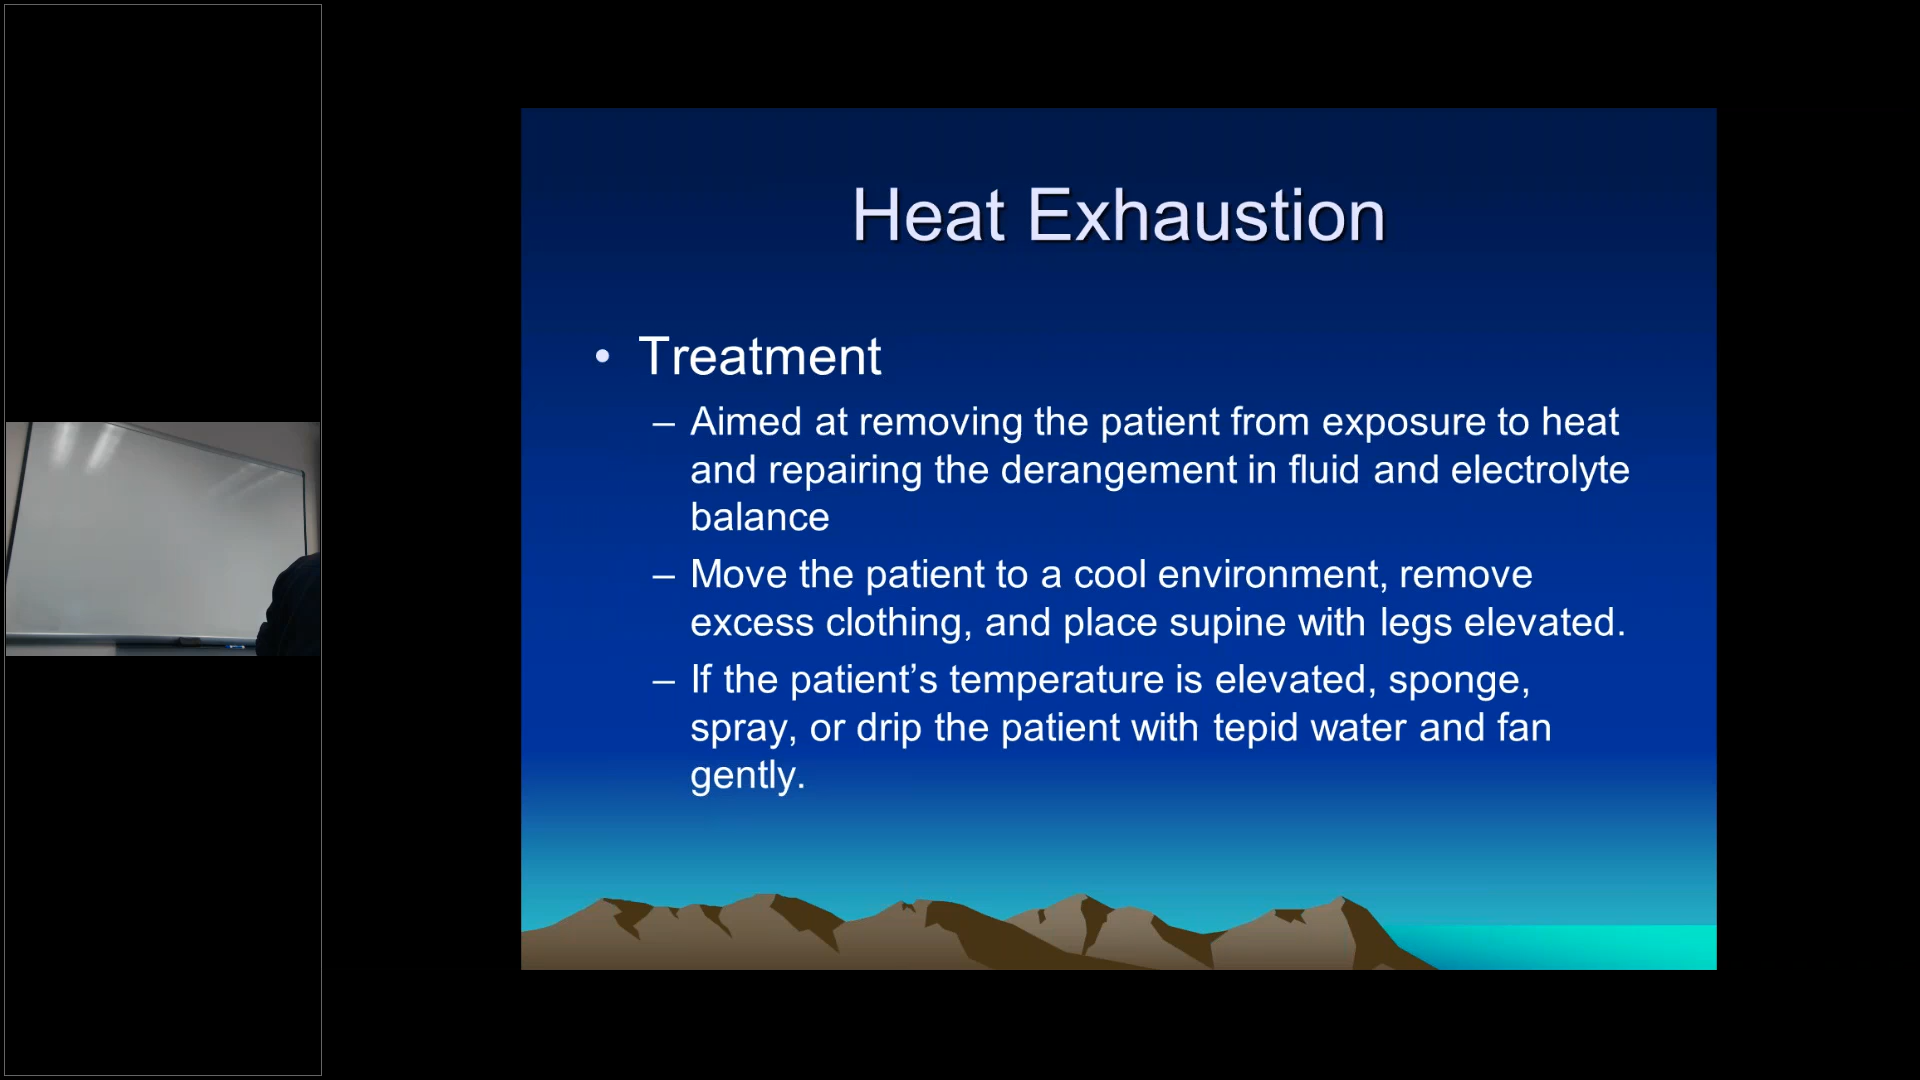 Heat Exhaustion
• Treatment
– Aimed at removing the patient from exposure to heat
and repairing the derangement in fluid and electrolyte
balance
– Move the patient to a cool environment, remove
excess clothing, and place supine with legs elevated.
– If the patient’s temperature is elevated, sponge,
spray, or drip the patient with tepid water and fan
gently.